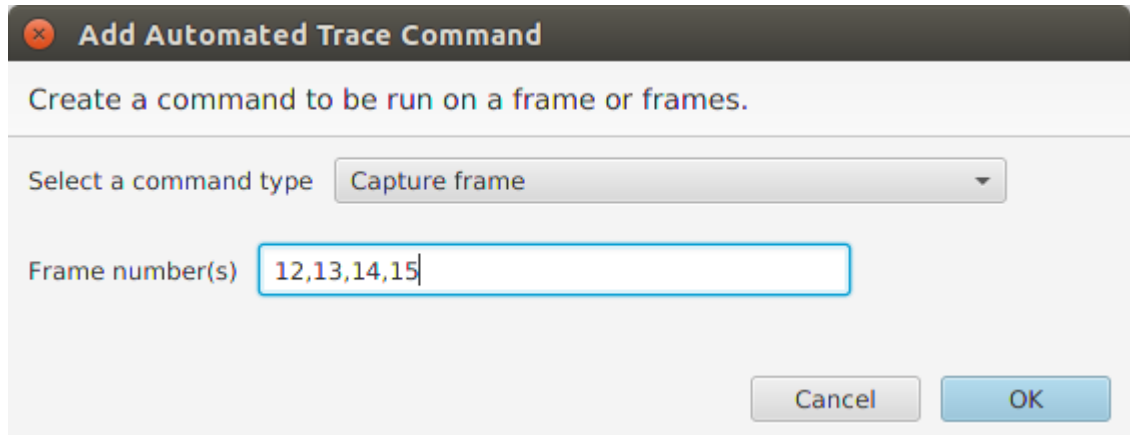 Add Automated Trace Command
Create a command to be run on a frame or frames.
Select a command type Capture frame
Frame number(s) 12,13,14,15
Cancel OK